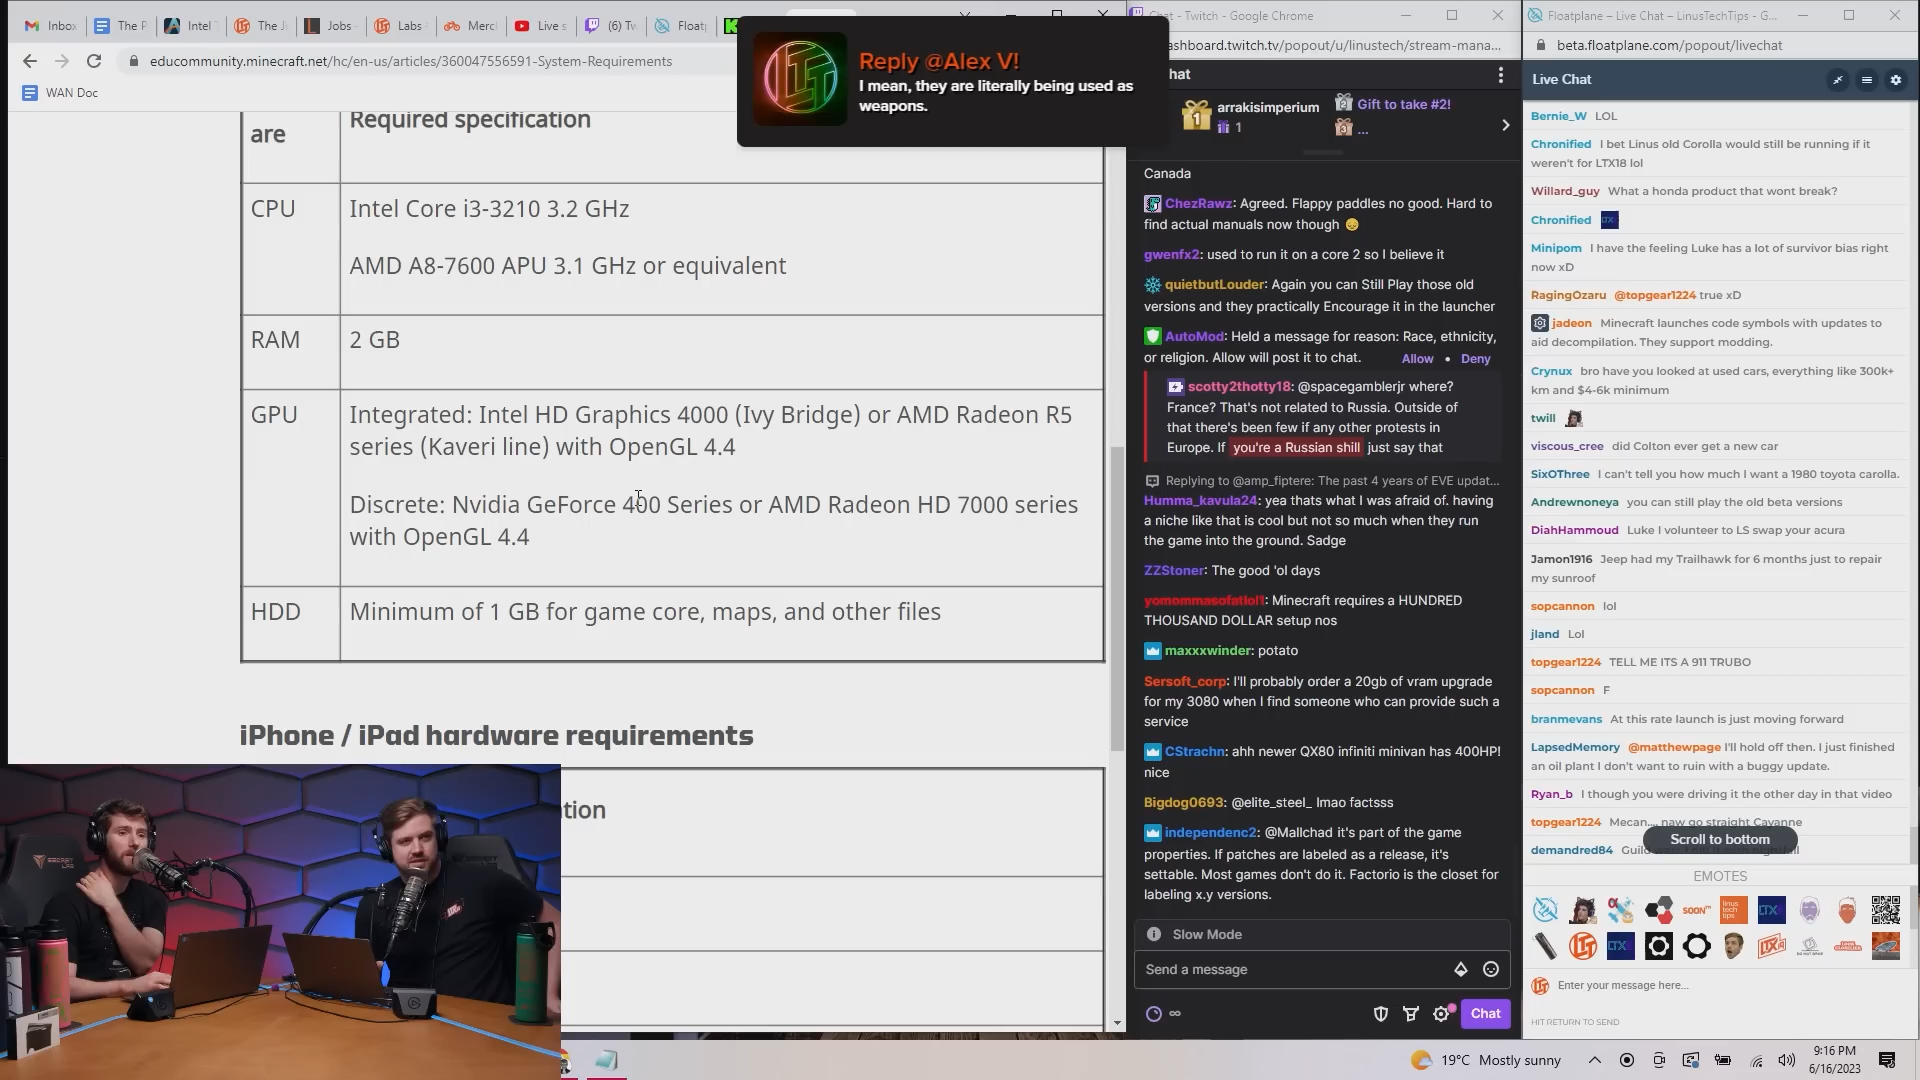 Inbox
The P
Intel
The J
Jobs -
Labs
Merc
Live s
(6) Tw
Float
educommunity.minecraft.net/hc/en-us/articles/360047556591-System-Requirements
WAN Doc
are
Required specification
CPU
Intel Core i3-3210 3.2 GHz
AMD A8-7600 APU 3.1 GHz or equivalent
RAM
2 GB
GPU
Integrated: Intel HD Graphics 4000 (Ivy Bridge) or AMD Radeon R5
series (Kaveri line) with OpenGL 4.4
Discrete: Nvidia GeForce 400 Series or AMD Radeon HD 7000 series
with OpenGL 4.4
HDD
Minimum of 1 GB for game core, maps, and other files
iPhone / iPad hardware requirements
tion
Reply @Alex V!
I mean, they are literally being used as
weapons.
Chat - Twitch - Google Chrome
ashboard.twitch.tv/popout/u/linustech/stream-mana...
hat
arrakisimperium
1
Gift to take #2!
...
Canada
ChezRawz: Agreed. Flappy paddles no good. Hard to
find actual manuals now though
gwenfx2: used to run it on a core 2 so I believe it
quietbutLouder: Again you can Still Play those old
versions and they practically Encourage it in the launcher
AutoMod: Held a message for reason: Race, ethnicity,
or religion. Allow will post it to chat. Allow • Deny
scotty2thotty18: @spacegamblerjr where?
France? That's not related to Russia. Outside of
that there's been few if any other protests in
Europe. If you're a Russian shill just say that
Replying to @amp_fiptere: The past 4 years of EVE updat...
Humma_kavula24: yea thats what I was afraid of. having
a niche like that is cool but not so much when they run
the game into the ground. Sadge
ZZStoner: The good 'ol days
yomommasofatlol1: Minecraft requires a HUNDRED
THOUSAND DOLLAR setup nos
maxxxwinder: potato
Sersoft_corp: I'll probably order a 20gb of vram upgrade
for my 3080 when I find someone who can provide such a
service
CStrachn: ahh newer QX80 infiniti minivan has 400HP!
nice
Bigdog0693: @elite_steel_ lmao factsss
independenc2: @Mallchad it's part of the game
properties. If patches are labeled as a release, it's
settable. Most games don't do it. Factorio is the closet for
labeling x.y versions.
Slow Mode
Send a message
Chat
Floatplane – Live Chat – LinusTechTips - G...
beta.floatplane.com/popout/livechat
Live Chat
Bernie_W LOL
Chronified I bet Linus old Corolla would still be running if it
weren't for LTX18 lol
Willard_guy What a honda product that wont break?
Chronified
Minipom I have the feeling Luke has a lot of survivor bias right
now xD
RagingOzaru @topgear1224 true xD
jadeon Minecraft launches code symbols with updates to
aid decompilation. They support modding.
Crynux bro have you looked at used cars, everything like 300k+
km and $4-6k minimum
twill
viscous_cree did Colton ever get a new car
SixOThree I can't tell you how much I want a 1980 toyota carolla.
Andrewnoneya you can still play the old beta versions
DiahHammoud Luke I volunteer to LS swap your acura
Jamon1916 Jeep had my Trailhawk for 6 months just to repair
my sunroof
sopcannon lol
jland Lol
topgear1224 TELL ME ITS A 911 TRUBO
sopcannon F
branmevans At this rate launch is just moving forward
LapsedMemory @matthewpage I'll hold off then. I just finished
an oil plant I don't want to ruin with a buggy update.
Ryan_b I though you were driving it the other day in that video
topgear1224 Mecan.... naw go straight Cayanne
demandred84 Guild
Scroll to bottom
EMOTES
SOON
linus tech tips
LTX
Enter your message here...
HIT RETURN TO SEND
19°C Mostly sunny
9:16 PM
6/16/2023